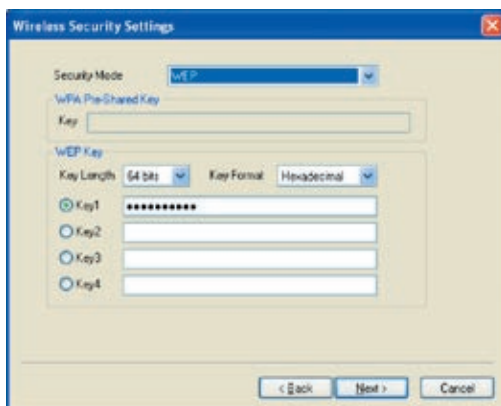 Wireless Security Settings
Security Mode WEP
WPA Pre-Shared Key
Key
WEP Key
Key Length 64 bits Key Format Hexadecimal
Key1 ••••••••••
Key2
Key3
Key4
< Back Next > Cancel